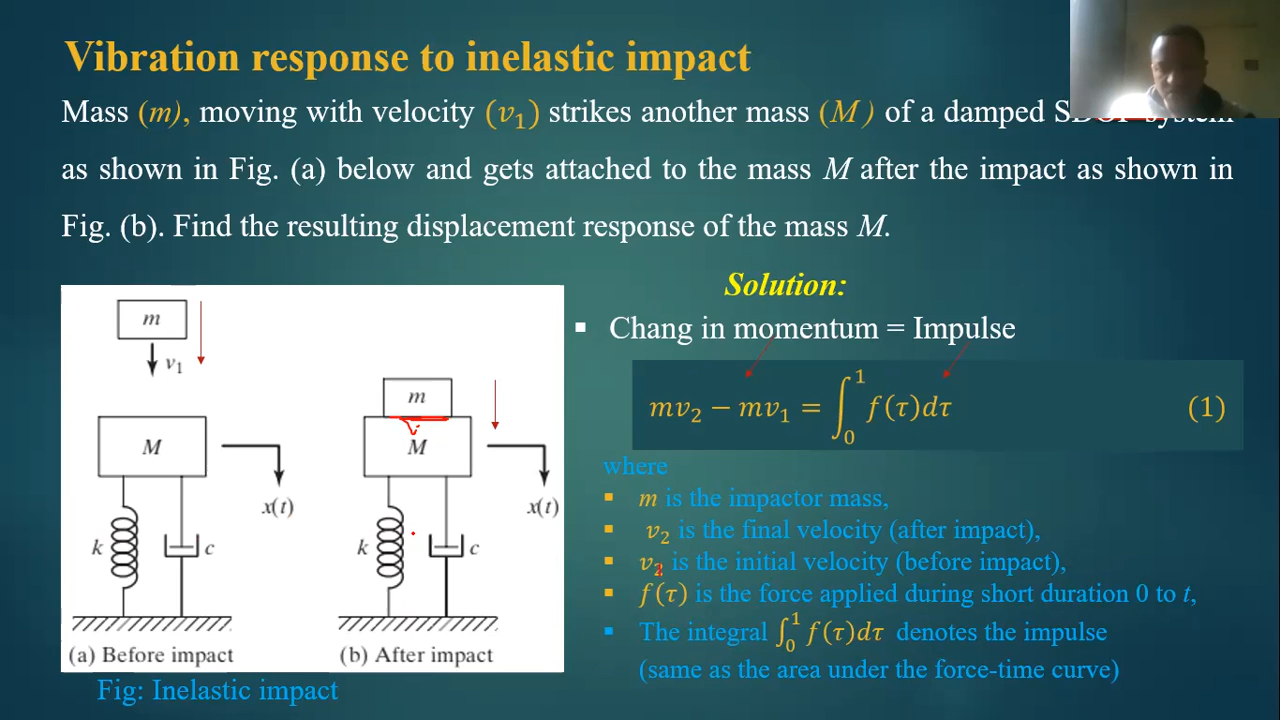 Vibration response to inelastic impact
Mass (m), moving with velocity (v₁) strikes another mass (M) of a damped system
as shown in Fig. (a) below and gets attached to the mass M after the impact as shown in
Fig. (b). Find the resulting displacement response of the mass M.
m
v₁
M
x(t)
k
c
(a) Before impact
m
M
x(t)
k
c
(b) After impact
Fig: Inelastic impact
Solution:
▪ Chang in momentum = Impulse
mv₂ − mv₁ = ∫₀¹ f(τ)dτ (1)
where
▪ m is the impactor mass,
▪ v₂ is the final velocity (after impact),
▪ v₂ is the initial velocity (before impact),
▪ f(τ) is the force applied during short duration 0 to t,
▪ The integral ∫₀¹ f(τ)dτ denotes the impulse
(same as the area under the force-time curve)